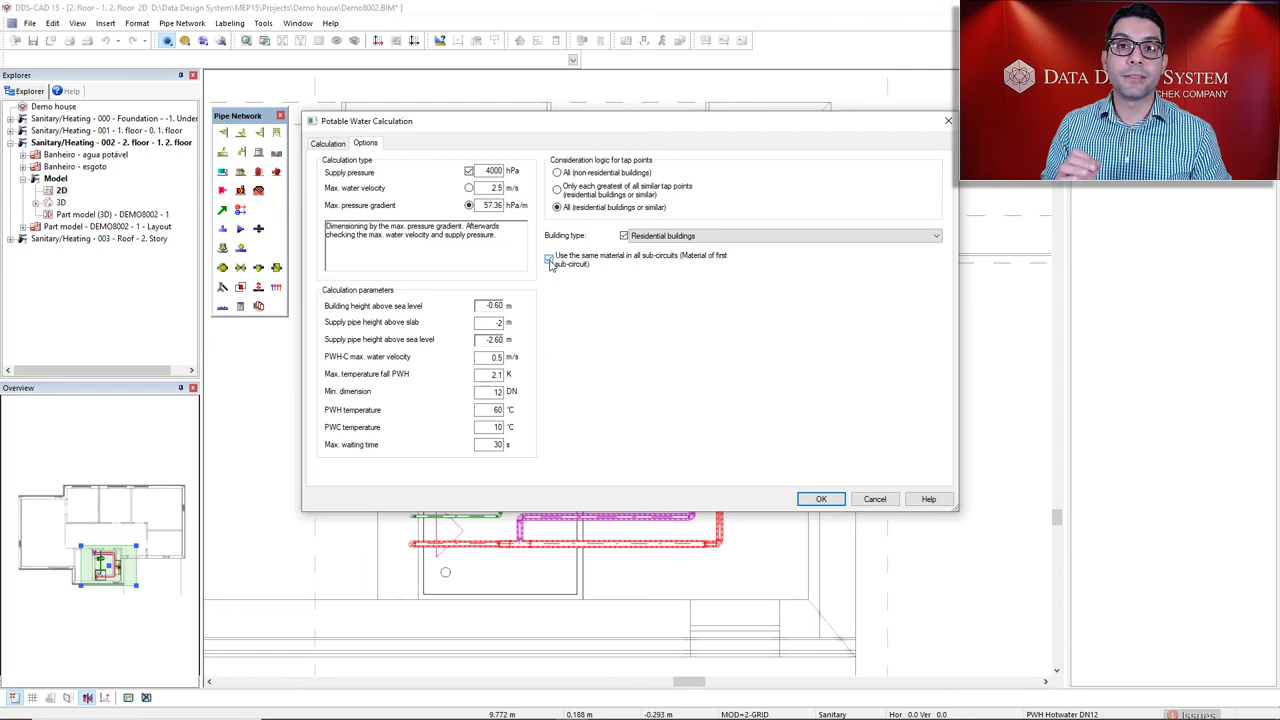 DDS-CAD 15 - [2. floor - 1. 2. floor 2D D:\Data Design System\MEP15\Projects\Demo house\Demo8002.BIM*]
File Edit View Insert Format Pipe Network Labeling Tools Window Help
Explorer
Explorer Help
Demo house
Sanitary/Heating - 000 - Foundation - -1. Under
Sanitary/Heating - 001 - 1. floor - 0. 1. floor
Sanitary/Heating - 002 - 2. floor - 1. 2. floor
Banheiro - agua potável
Banheiro - esgoto
Model
2D
3D
Part model (3D) - DEMO8002 - 1
Part model - DEMO8002 - 1 - Layout
Sanitary/Heating - 003 - Roof - 2. Story
Overview
Pipe Network
Potable Water Calculation
Calculation Options
Calculation type
Supply pressure 4000 hPa
Max. water velocity 2.5 m/s
Max. pressure gradient 57.36 hPa/m
Dimensioning by the max. pressure gradient. Afterwards
checking the max. water velocity and supply pressure.
Calculation parameters
Building height above sea level -0.60 m
Supply pipe height above slab -2 m
Supply pipe height above sea level -2.60 m
PWH-C max. water velocity 0.5 m/s
Max. temperature fall PWH 2.1 K
Min. dimension 12 DN
PWH temperature 60 °C
PWC temperature 10 °C
Max. waiting time 30 s
Consideration logic for tap points
All (non-residential buildings)
Only each greatest of all similar tap points
(residential buildings or similar)
All (residential buildings or similar)
Building type: Residential buildings
Use the same material in all sub-circuits (Material of first
sub-circuit)
OK Cancel Help
DATA DE SYSTEM
CHEK COMPANY
9.772 m 0.188 m -0.293 m MOD=2-GRID Sanitary Hor 0.0 Ver 0.0 PWH Hotwater DN12 Issues